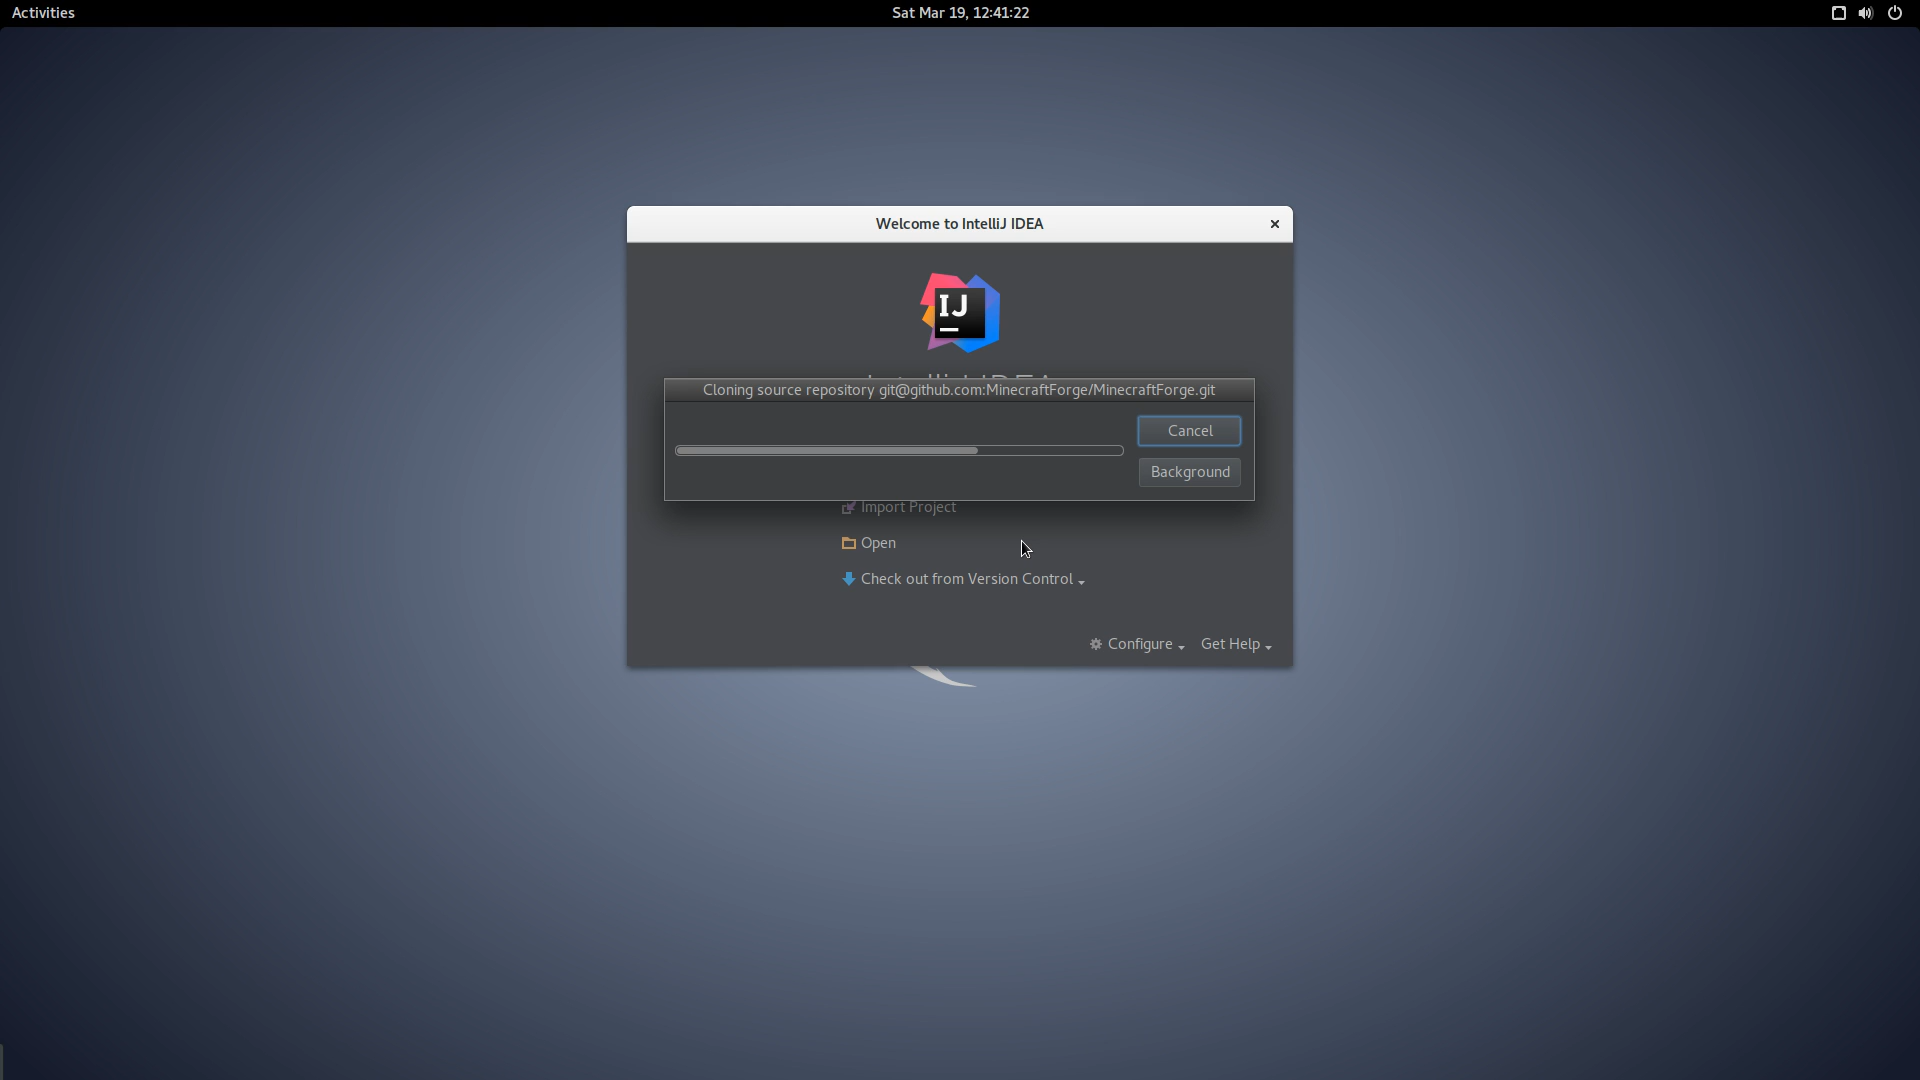 Activities
Sat Mar 19, 12:41:22
Welcome to IntelliJ IDEA
IJ
Cloning source repository git@github.com:MinecraftForge/MinecraftForge.git
Cancel
Background
Import Project
Open
Check out from Version Control
Configure
Get Help